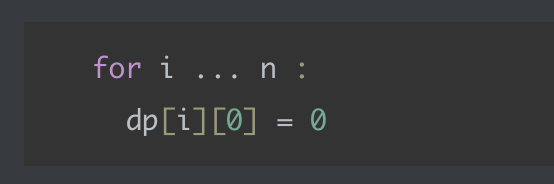 for i ... n :
dp[i][0] = 0